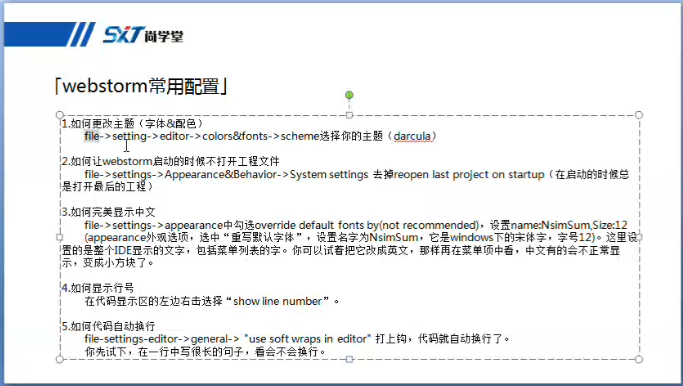 SXT尚学堂
「webstorm常用配置」
1.如何更改主题（字体&配色）
file->setting->editor->colors&fonts->scheme选择你的主题（darcula）
2.如何让webstorm启动的时候不打开工程文件
file->settings->Appearance&Behavior->System settings 去掉reopen last project on startup（在启动的时候总
是打开最后的工程）
3.如何完美显示中文
file->settings->appearance中勾选override default fonts by(not recommended)，设置name:NsimSum,Size:12
(appearance外观选项，选中“重写默认字体”，设置名字为NsimSum，它是windows下的宋体字，字号12)。这里设
置的是整个IDE显示的文字，包括菜单列表的字。你可以试着把它改成英文，那样再在菜单项中看，中文有的会不正常显
示，变成小方块了。
4.如何显示行号
在代码显示区的左边右击选择“show line number”。
5.如何代码自动换行
file-settings-editor->general-> "use soft wraps in editor" 打上钩，代码就自动换行了。
你先试下，在一行中写很长的句子，看会不会换行。